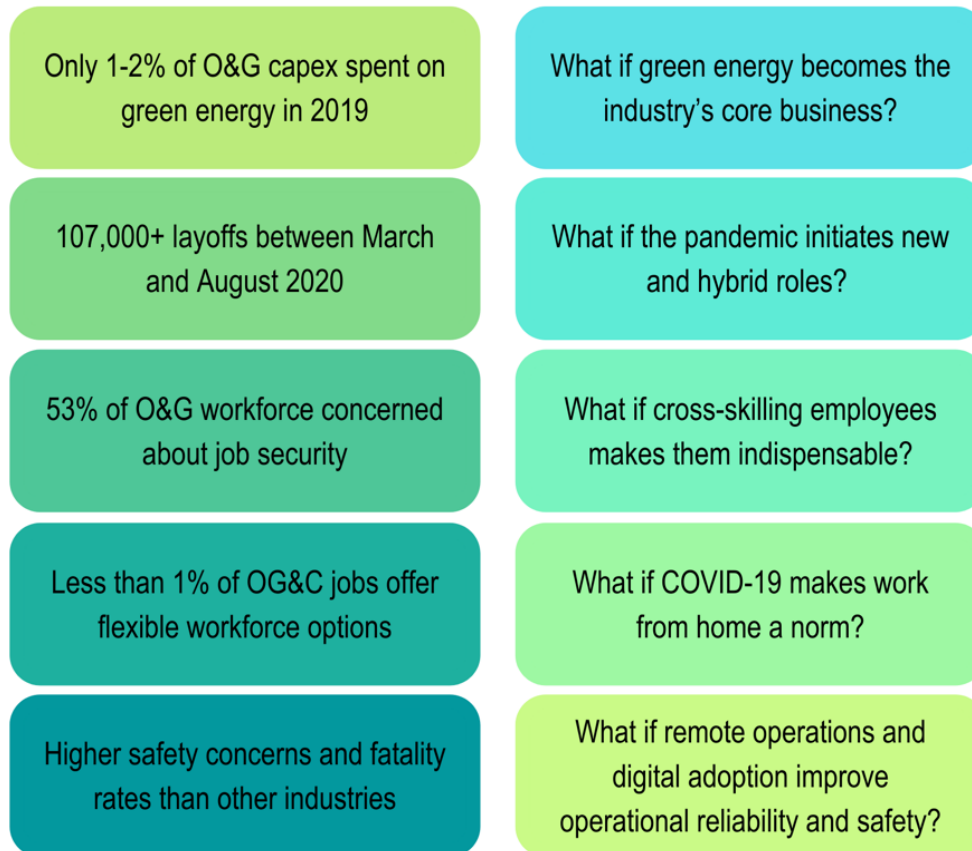 Only 1-2% of O&G capex spent on
green energy in 2019
What if green energy becomes the
industry's core business?
107,000+ layoffs between March
and August 2020
What if the pandemic initiates new
and hybrid roles?
53% of O&G workforce concerned
about job security
What if cross-skilling employees
makes them indispensable?
Less than 1% of OG&C jobs offer
flexible workforce options
What if COVID-19 makes work
from home a norm?
Higher safety concerns and fatality
rates than other industries
What if remote operations and
digital adoption improve
operational reliability and safety?